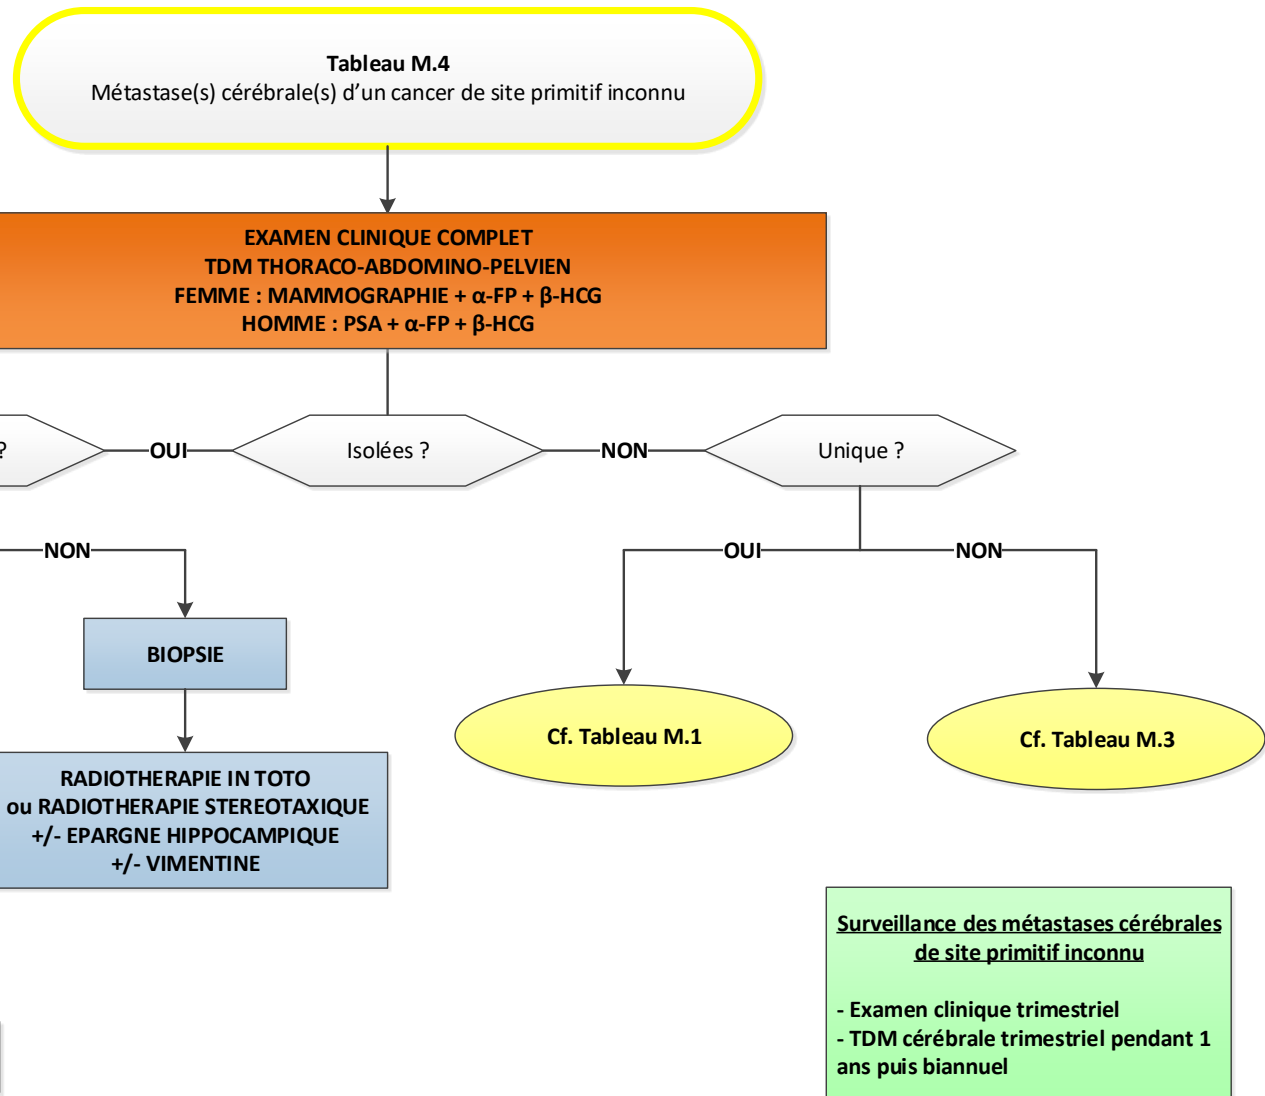 Tableau M.4
Métastase(s) cérébrale(s) d’un cancer de site primitif inconnu
EXAMEN CLINIQUE COMPLET
TDM THORACO-ABDOMINO-PELVIEN
FEMME : MAMMOGRAPHIE + α-FP + β-HCG
HOMME : PSA + α-FP + β-HCG
?
OUI
Isolées ?
NON
Unique ?
NON
OUI
NON
BIOPSIE
Cf. Tableau M.1
Cf. Tableau M.3
RADIOTHERAPIE IN TOTO
ou RADIOTHERAPIE STEREOTAXIQUE
+/- EPARGNE HIPPOCAMPIQUE
+/- VIMENTINE
Surveillance des métastases cérébrales
de site primitif inconnu
- Examen clinique trimestriel
- TDM cérébrale trimestriel pendant 1
ans puis biannuel